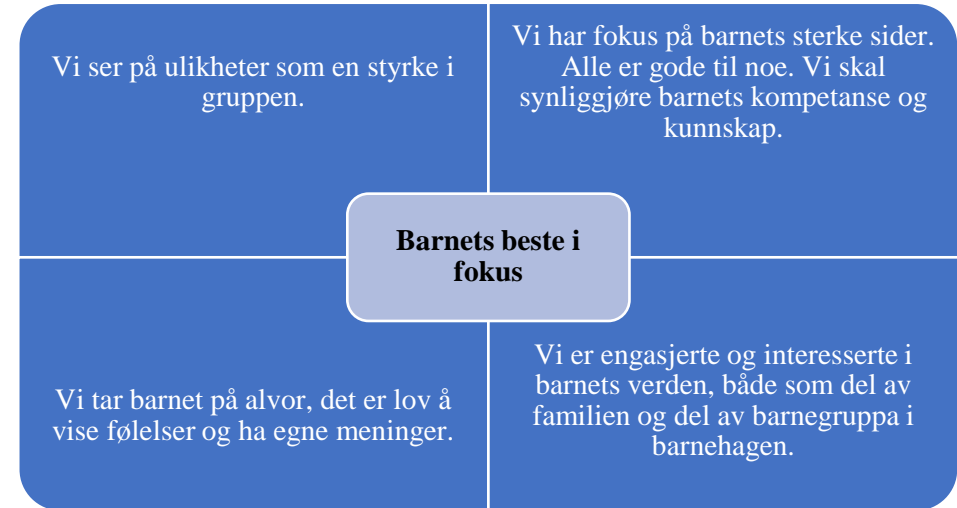 Vi ser på ulikheter som en styrke i
gruppen.
Vi har fokus på barnets sterke sider.
Alle er gode til noe. Vi skal
synliggjøre barnets kompetanse og
kunnskap.
Barnets beste i
fokus
Vi tar barnet på alvor, det er lov å
vise følelser og ha egne meninger.
Vi er engasjerte og interesserte i
barnets verden, både som del av
familien og del av barnegruppa i
barnehagen.